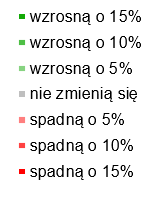 wzrosną o 15%
wzrosną o 10%
wzrosną o 5%
nie zmienią się
spadną o 5%
spadną o 10%
spadną o 15%